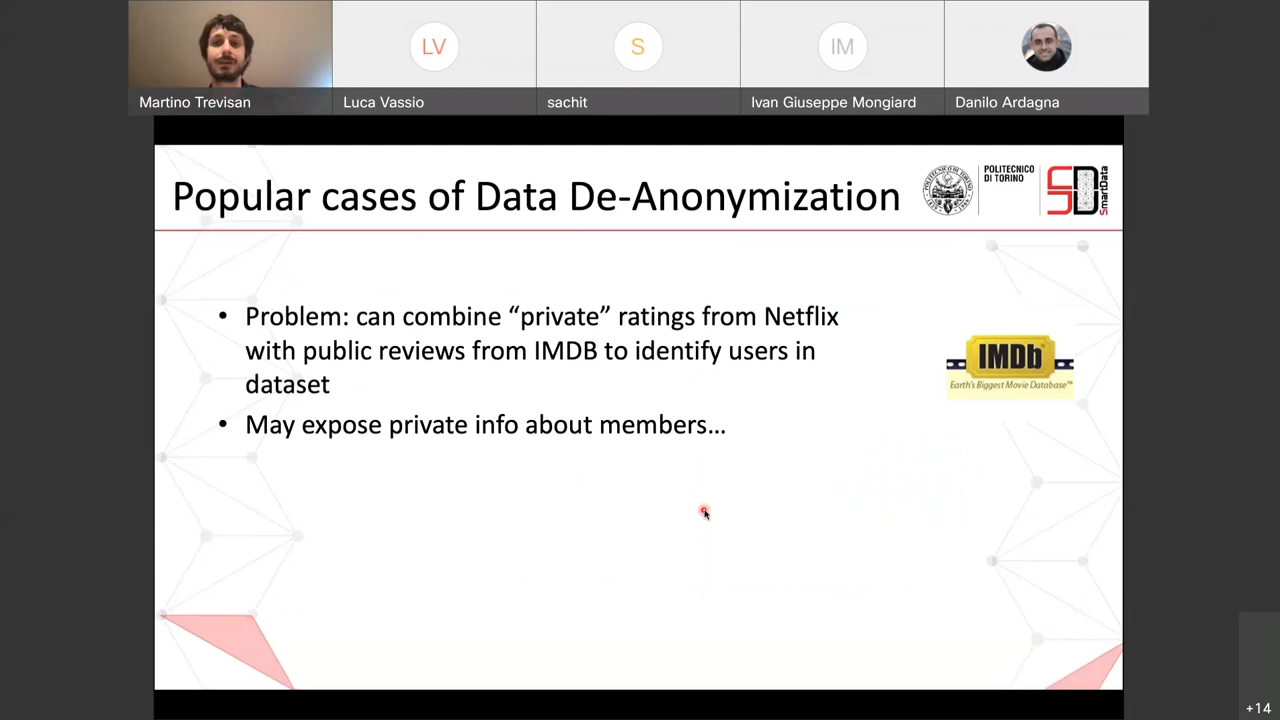 LV
S
IM
Martino Trevisan
Luca Vassio
sachit
Ivan Giuseppe Mongiard
Danilo Ardagna
Popular cases of Data De-Anonymization
POLITECNICO
DI TORINO
SD
SmartData
• Problem: can combine “private” ratings from Netflix
with public reviews from IMDB to identify users in
dataset
• May expose private info about members...
IMDb
Earth's Biggest Movie Database™
+14